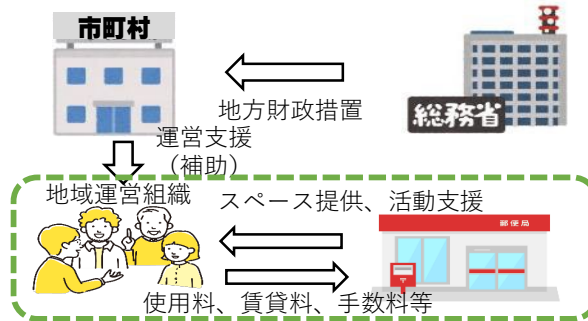 市町村
地方財政措置
総務省
運営支援
（補助）
地域運営組織
スペース提供、活動支援
郵便局
使用料、賃貸料、手数料等